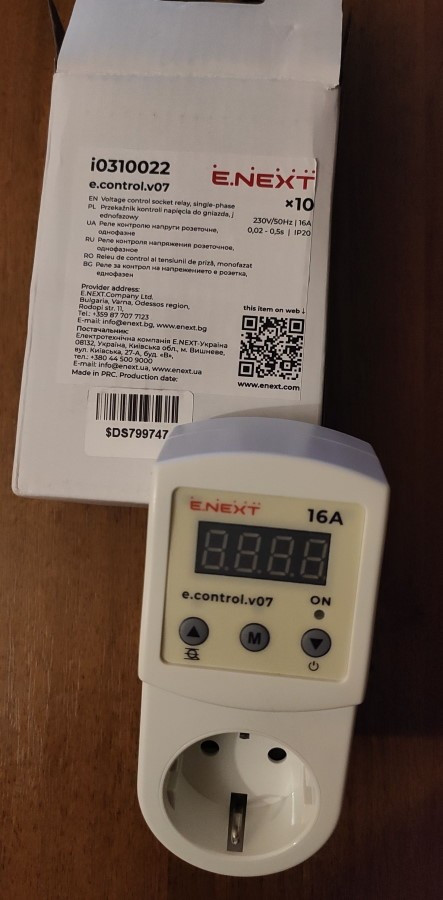 i0310022
E.NEXT
e.control.v07
×10
EN Voltage control socket relay, single-phase
PL Przekaźnik kontroli napięcia do gniazda, j
ednofazowy
230V/50Hz | 16A
0,02 - 0,5s | IP20
UA Реле контролю напруги розеточне,
однофазне
RU Реле контроля напряжения розеточное,
однофазное
RO Releu de control al tensiunii de priză, monofazat
BG Реле за контрол на напрежението в розетка,
еднофазен
Provider address:
E.NEXT.Company Ltd.
Bulgaria, Varna, Odessos region,
Rodopi str. 11,
Tel.: +359 87 707 7123
E-mail: info@enext.bg, www.enext.bg
this item on web ↓
Постачальник:
Електротехнічна компанія E.NEXT-Україна
08132, Україна, Київська обл., м. Вишневе,
вул. Київська, 27-А, буд. «В»,
тел.: +380 44 500 9000
E-mail: info@enext.ua, www.enext.ua
Made in PRC. Production date:
www.enext.com
$DS799747
E.NEXT
16A
8.8.8.8
e.control.v07
ON
M